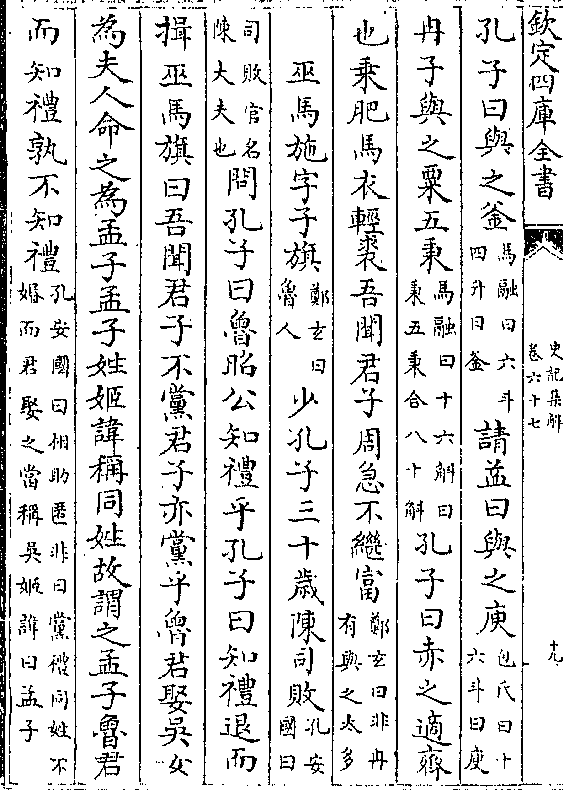 欽定四庫全書
史記集解
卷六十七
十九
孔子曰與之釜馬融曰六斗四升曰釜請益曰與之庾包氏曰十六斗曰庾
冉子與之粟五秉馬融曰十六斛曰秉五秉合八十斛孔子曰赤之適齊
也乘肥馬衣輕裘吾聞君子周急不繼富鄭玄曰非冉有與之太多
巫馬施字子旗鄭玄曰魯人少孔子三十歲陳司敗孔安國曰
司敗官名陳大夫也問孔子曰魯昭公知禮乎孔子曰知禮退而
揖巫馬旗曰吾聞君子不黨君子亦黨乎魯君娶吳女
為夫人命之為孟子孟子姓姬諱稱同姓故謂之孟子魯君
而知禮孰不知禮孔安國曰相助匿非曰黨禮同姓不婚而君娶之當稱吳姬諱曰孟子